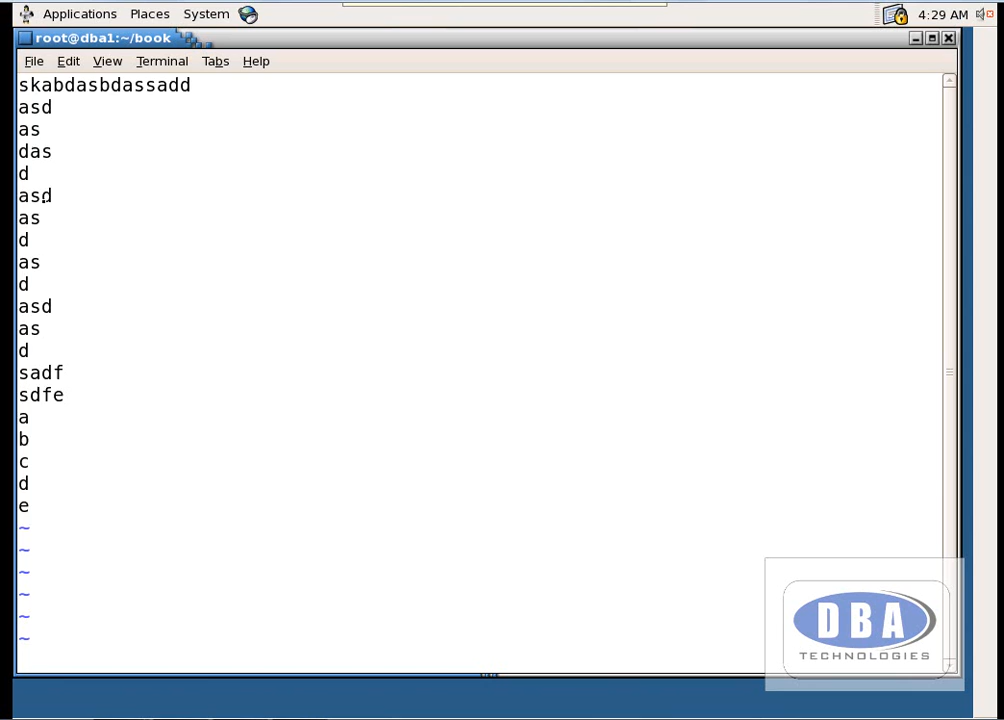 Applications Places System 4:29 AM
root@dba1:~/book
File Edit View Terminal Tabs Help
skabdasbdassadd
asd
as
das
d
asd
as
d
as
d
asd
as
d
sadf
sdfe
a
b
c
d
e
~
~
~
~
~
~
DBA
TECHNOLOGIES